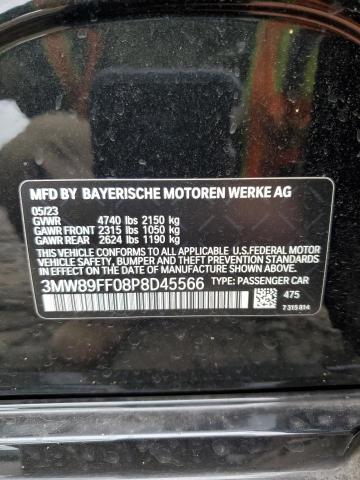 MFD BY BAYERISCHE MOTOREN WERKE AG
05/23
GVWR 4740 lbs 2150 kg
GAWR FRONT 2315 lbs 1050 kg
GAWR REAR 2624 lbs 1190 kg
THIS VEHICLE CONFORMS TO ALL APPLICABLE U.S.FEDERAL MOTOR
VEHICLE SAFETY, BUMPER, AND THEFT PREVENTION STANDARDS
IN EFFECT ON THE DATE OF MANUFACTURE SHOWN ABOVE.
3MW89FF08P8D45566 TYPE: PASSENGER CAR
475
7 315 814